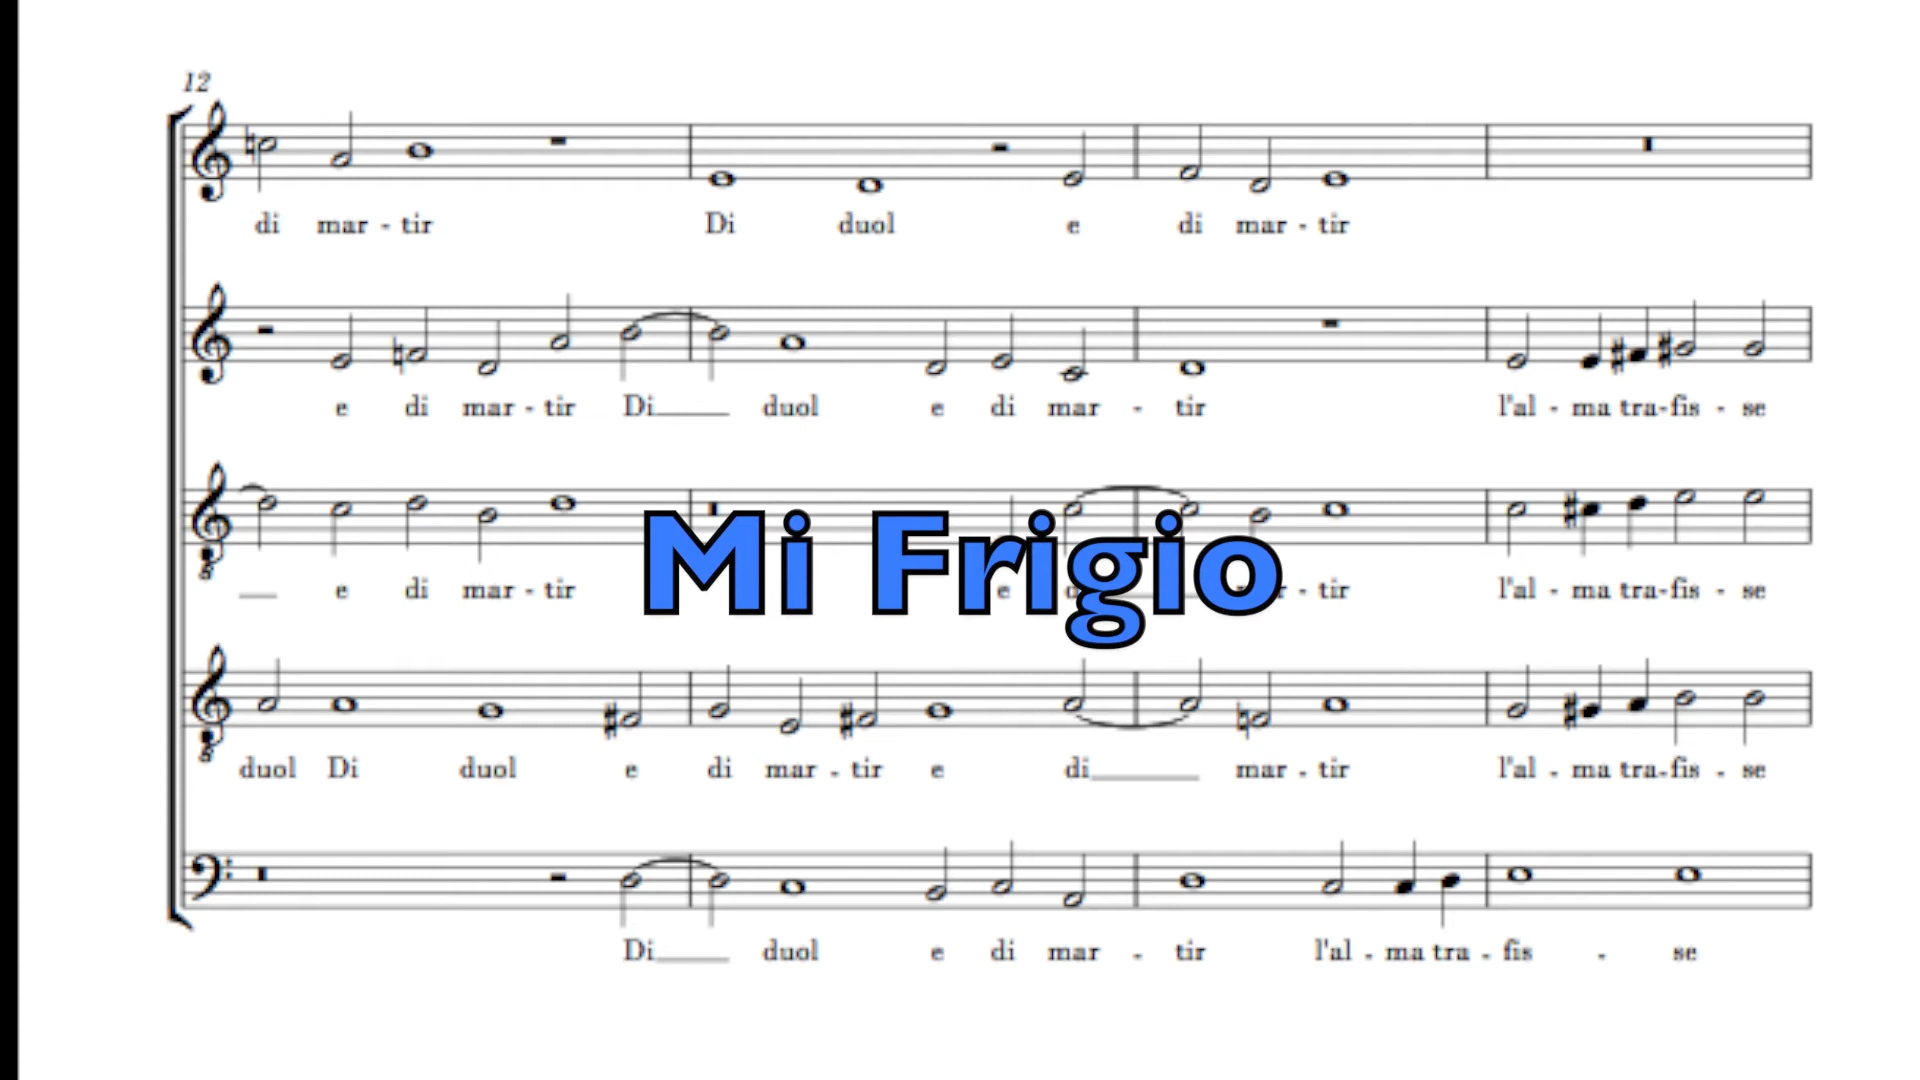 12
di mar - tir Di duol e di mar - tir
e di mar - tir Di duol e di mar - tir l'al - ma tra-fis - se
Mi Frigio
e di mar - tir e - tir l'al - ma tra-fis - se
duol Di duol e di mar - tir e di mar - tir l'al - ma tra-fis - se
Di duol e di mar - tir l'al - ma tra - fis - se